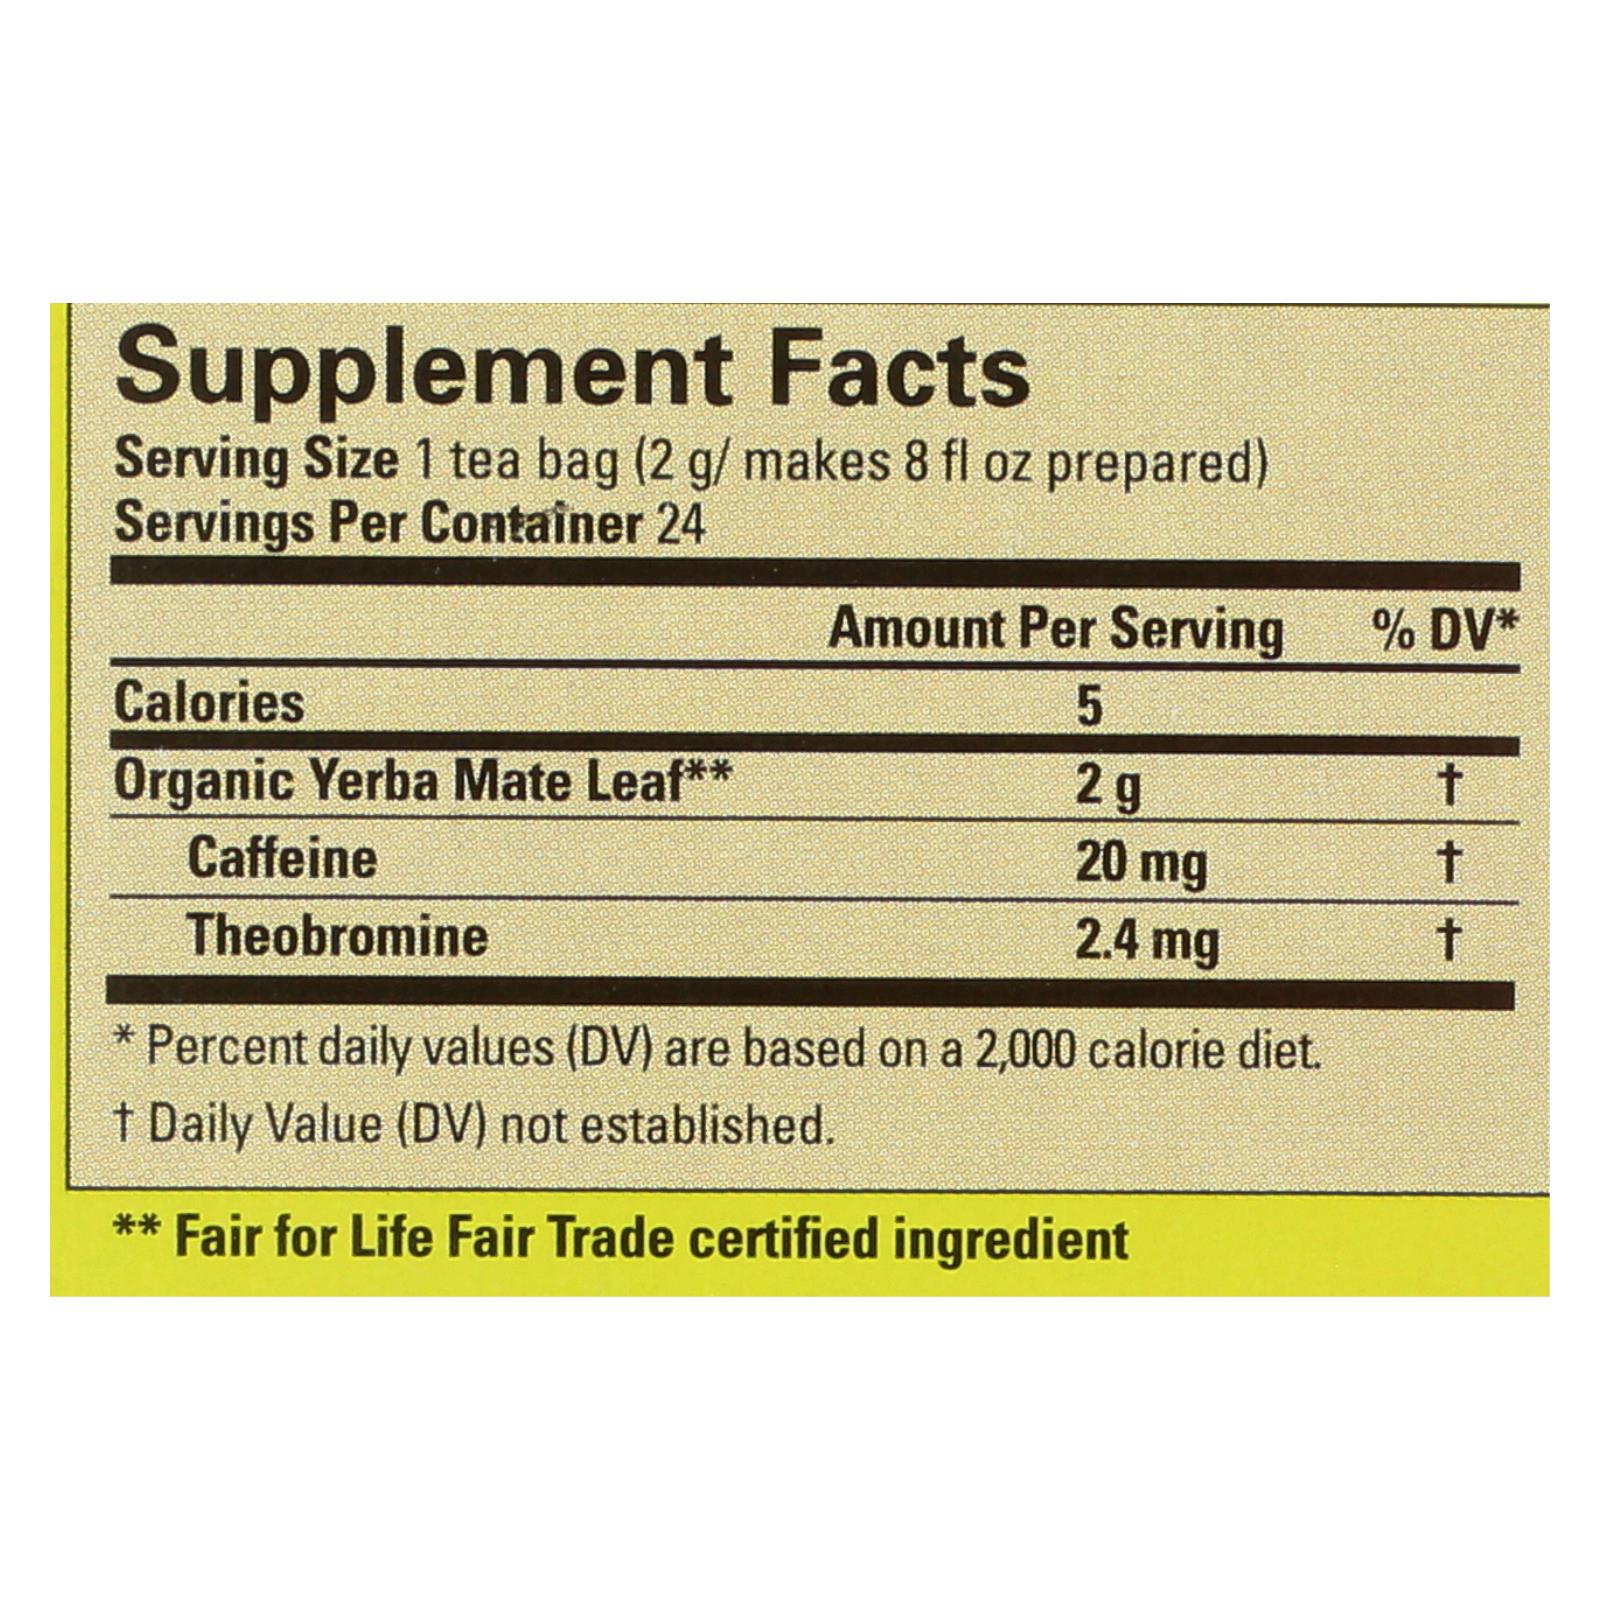 Supplement Facts
Serving Size 1 tea bag (2 g/ makes 8 fl oz prepared)
Servings Per Container 24
Amount Per Serving % DV*
Calories 5
Organic Yerba Mate Leaf** 2 g †
Caffeine 20 mg †
Theobromine 2.4 mg †
* Percent daily values (DV) are based on a 2,000 calorie diet.
† Daily Value (DV) not established.
** Fair for Life Fair Trade certified ingredient